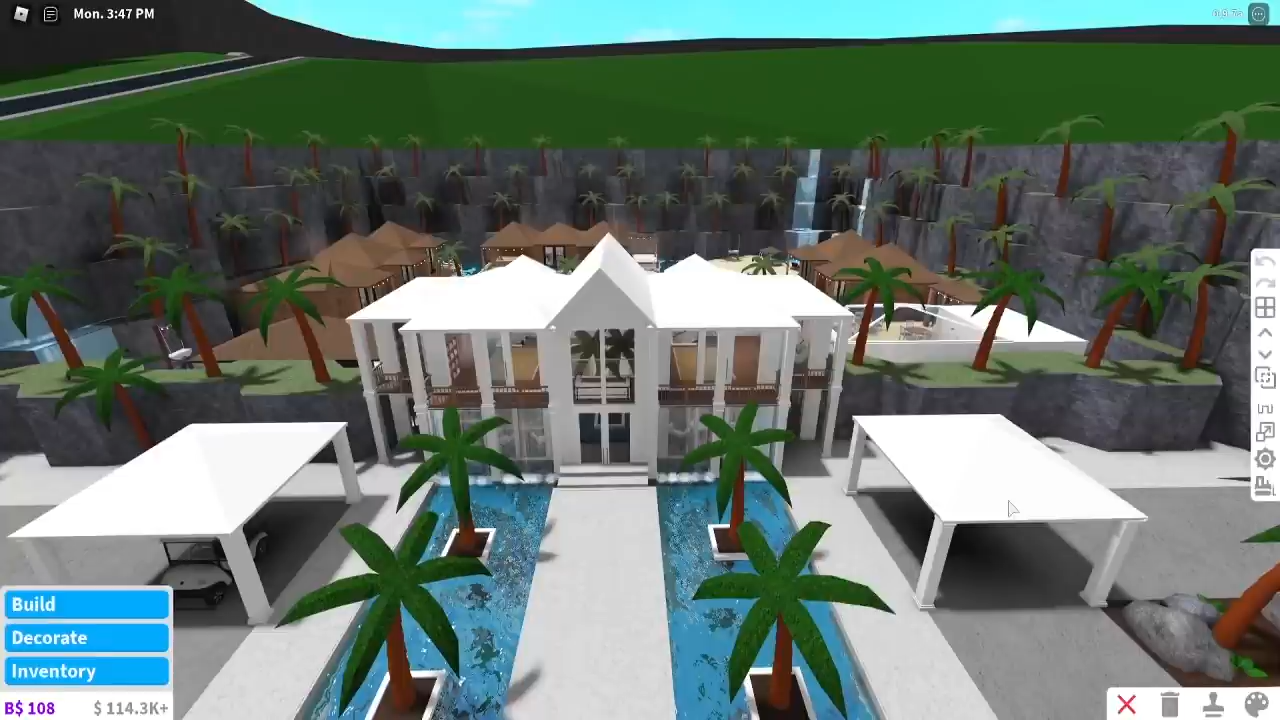 Mon. 3:47 PM
Build
Decorate
Inventory
B$ 108
$ 114.3K+